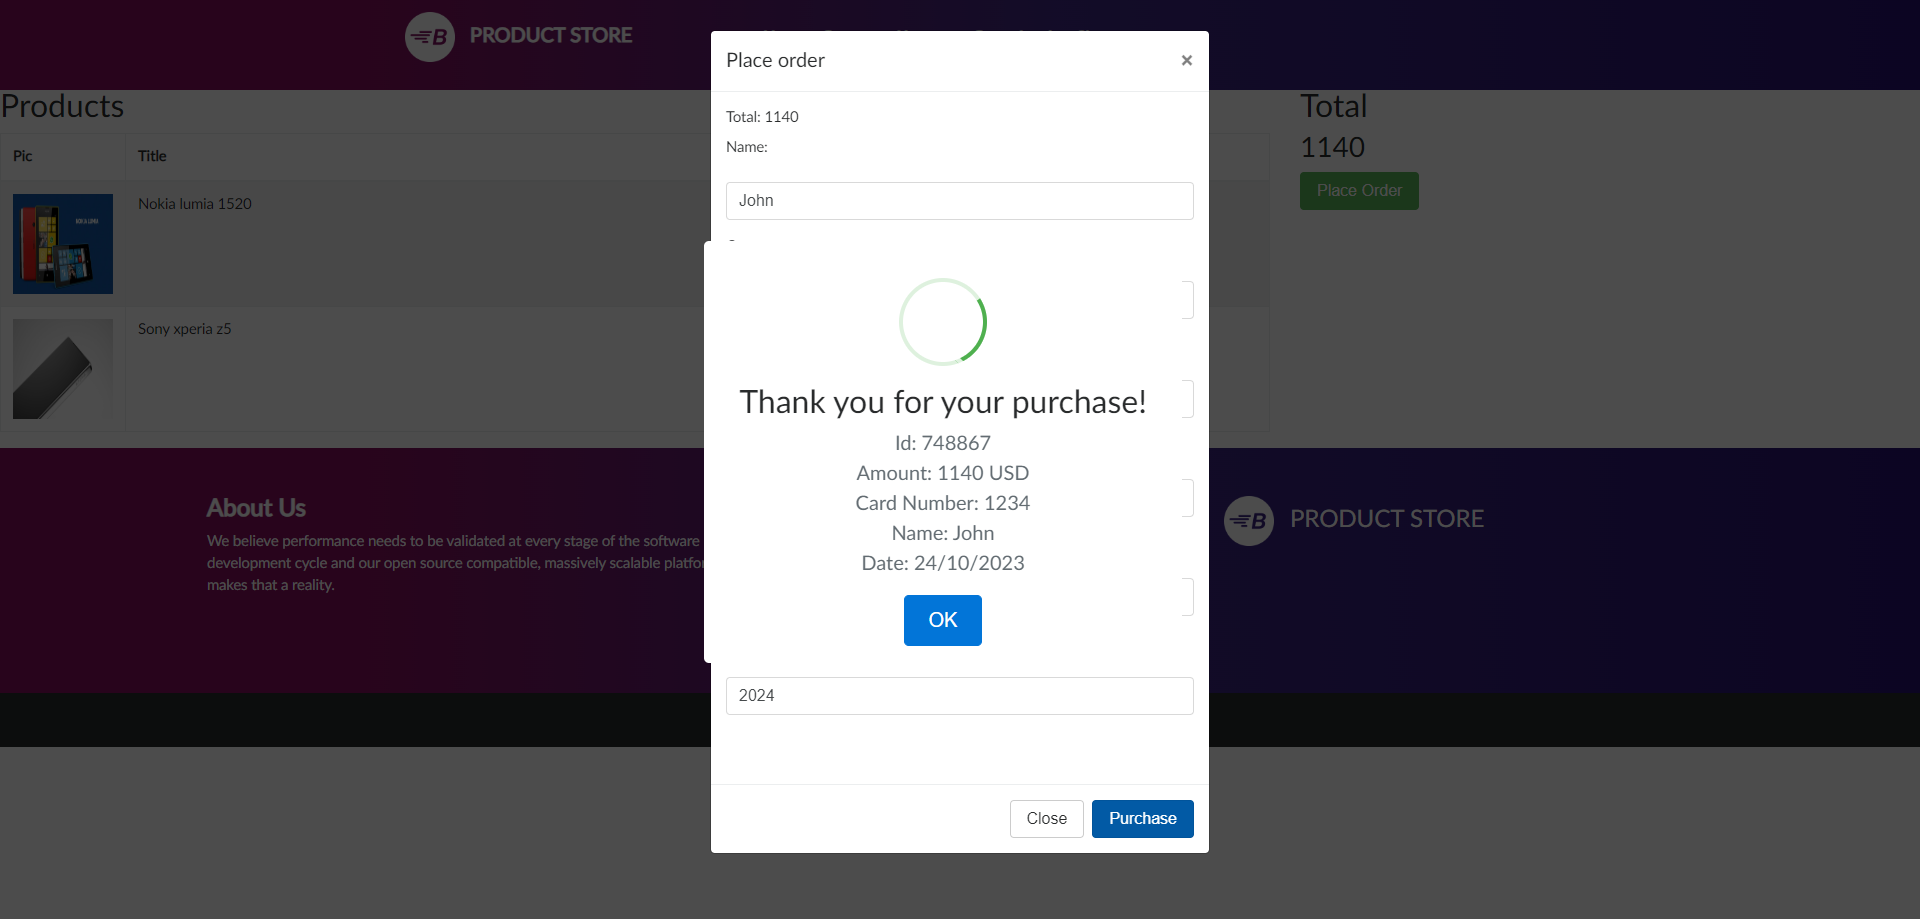 PRODUCT STORE
Place order
×
Total: 1140
Name:
John
Products
Pic
Title
Nokia lumia 1520
NOKIA LUMIA
Sony xperia z5
Total
1140
Place Order
Thank you for your purchase!
Id: 748867
Amount: 1140 USD
Card Number: 1234
Name: John
Date: 24/10/2023
OK
2024
Close
Purchase
About Us
We believe performance needs to be validated at every stage of the software
development cycle and our open source compatible, massively scalable platfor
makes that a reality.
B PRODUCT STORE